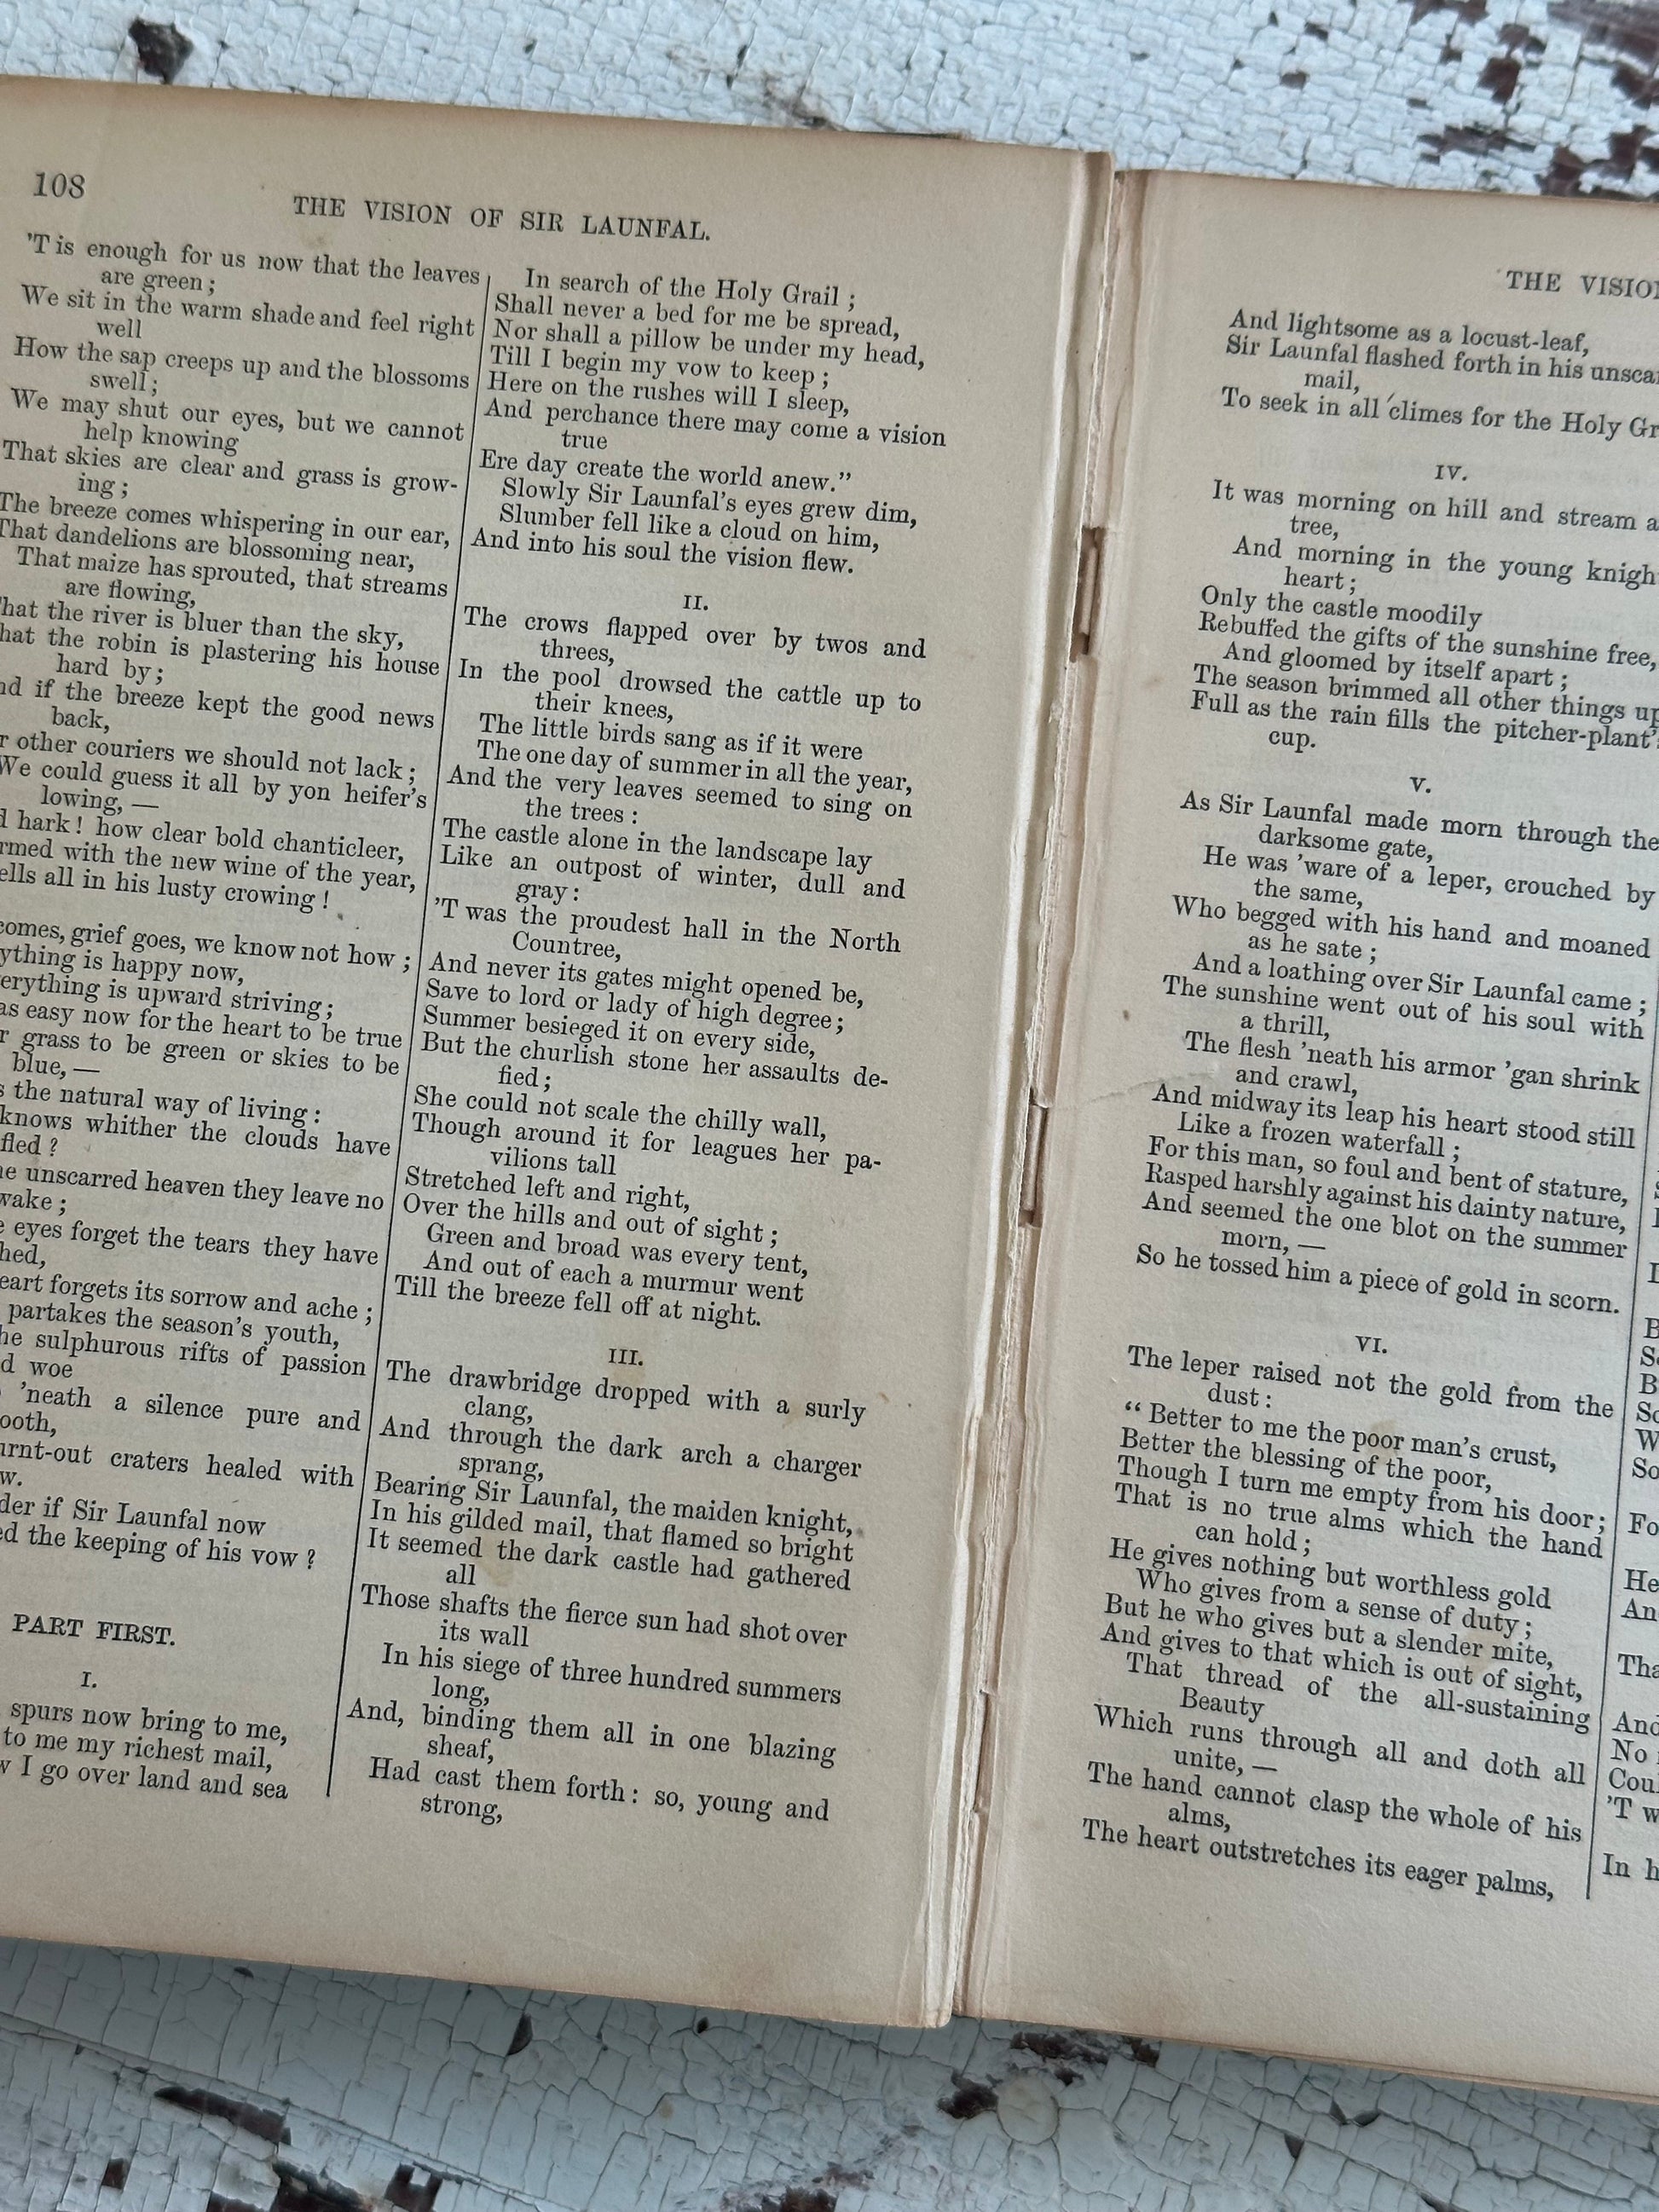 108
THE VISION OF SIR LAUNFAL.
'T is enough for us now that the leaves
are green;
We sit in the warm shade and feel right
well
How the sap creeps up and the blossoms
swell;
We may shut our eyes, but we cannot
help knowing
That skies are clear and grass is grow-
ing;
The breeze comes whispering in our ear,
That dandelions are blossoming near,
That maize has sprouted, that streams
are flowing,
hat the river is bluer than the sky,
hat the robin is plastering his house
hard by;
nd if the breeze kept the good news
back,
r other couriers we should not lack;
We could guess it all by yon heifer's
lowing, —
d hark! how clear bold chanticleer,
rmed with the new wine of the year,
ells all in his lusty crowing!
comes, grief goes, we know not how;
ything is happy now,
erything is upward striving;
as easy now for the heart to be true
r grass to be green or skies to be
blue, —
s the natural way of living:
knows whither the clouds have
fled?
he unscarred heaven they leave no
wake;
e eyes forget the tears they have
hed,
eart forgets its sorrow and ache;
partakes the season's youth,
he sulphurous rifts of passion
d woe
'neath a silence pure and
ooth,
urnt-out craters healed with
w.
der if Sir Launfal now
ed the keeping of his vow?
PART FIRST.
I.
spurs now bring to me,
to me my richest mail,
w I go over land and sea
In search of the Holy Grail;
Shall never a bed for me be spread,
Nor shall a pillow be under my head,
Till I begin my vow to keep;
Here on the rushes will I sleep,
And perchance there may come a vision
true
Ere day create the world anew."
Slowly Sir Launfal's eyes grew dim,
Slumber fell like a cloud on him,
And into his soul the vision flew.
II.
The crows flapped over by twos and
threes,
In the pool drowsed the cattle up to
their knees,
The little birds sang as if it were
The one day of summer in all the year,
And the very leaves seemed to sing on
the trees:
The castle alone in the landscape lay
Like an outpost of winter, dull and
gray:
'T was the proudest hall in the North
Countree,
And never its gates might opened be,
Save to lord or lady of high degree;
Summer besieged it on every side,
But the churlish stone her assaults de-
fied;
She could not scale the chilly wall,
Though around it for leagues her pa-
vilions tall
Stretched left and right,
Over the hills and out of sight;
Green and broad was every tent,
And out of each a murmur went
Till the breeze fell off at night.
III.
The drawbridge dropped with a surly
clang,
And through the dark arch a charger
sprang,
Bearing Sir Launfal, the maiden knight,
In his gilded mail, that flamed so bright
It seemed the dark castle had gathered
all
Those shafts the fierce sun had shot over
its wall
In his siege of three hundred summers
long,
And, binding them all in one blazing
sheaf,
Had cast them forth: so, young and
strong,
THE VISION
And lightsome as a locust-leaf,
Sir Launfal flashed forth in his unsca
mail,
To seek in all climes for the Holy Gr
IV.
It was morning on hill and stream a
tree,
And morning in the young knigh
heart;
Only the castle moodily
Rebuffed the gifts of the sunshine free,
And gloomed by itself apart;
The season brimmed all other things up
Full as the rain fills the pitcher-plant's
cup.
V.
As Sir Launfal made morn through the
darksome gate,
He was 'ware of a leper, crouched by
the same,
Who begged with his hand and moaned
as he sate;
And a loathing over Sir Launfal came;
The sunshine went out of his soul with
a thrill,
The flesh 'neath his armor 'gan shrink
and crawl,
And midway its leap his heart stood still
Like a frozen waterfall;
For this man, so foul and bent of stature,
Rasped harshly against his dainty nature,
And seemed the one blot on the summer
morn, —
So he tossed him a piece of gold in scorn.
VI.
The leper raised not the gold from the
dust:
"Better to me the poor man's crust,
Better the blessing of the poor,
Though I turn me empty from his door;
That is no true alms which the hand
can hold;
He gives nothing but worthless gold
Who gives from a sense of duty;
But he who gives but a slender mite,
And gives to that which is out of sight,
That thread of the all-sustaining
Beauty
Which runs through all and doth all
unite, —
The hand cannot clasp the whole of his
alms,
The heart outstretches its eager palms,
B
So
B
So
W
So
Fo
He
An
Tha
And
No
Coul
'T w
In h